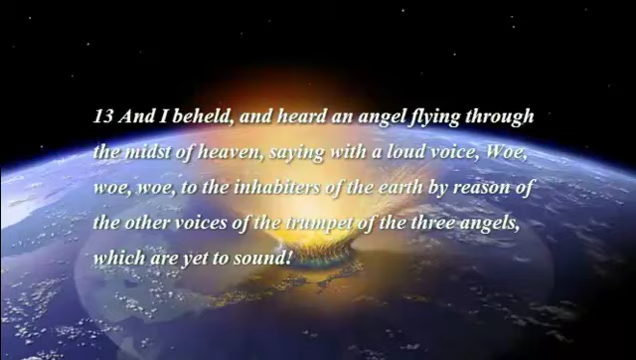 13 And I beheld, and heard an angel flying through
the midst of heaven, saying with a loud voice, Woe,
woe, woe, to the inhabiters of the earth by reason of
the other voices of the trumpet of the three angels,
which are yet to sound!